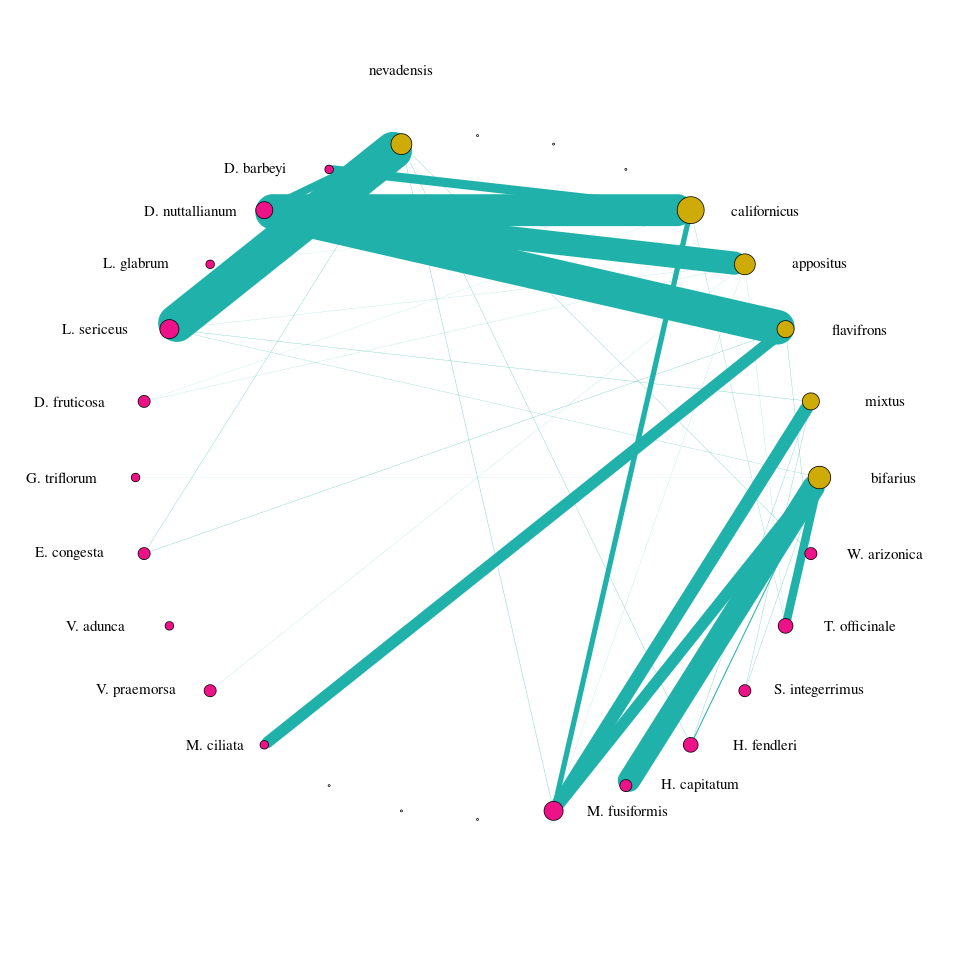 nevadensis
D. barbeyi
D. nuttallianum
californicus
L. glabrum
appositus
L. sericeus
flavifrons
D. fruticosa
mixtus
G. triflorum
bifarius
E. congesta
W. arizonica
V. adunca
T. officinale
V. praemorsa
S. integerrimus
M. ciliata
H. fendleri
H. capitatum
M. fusiformis